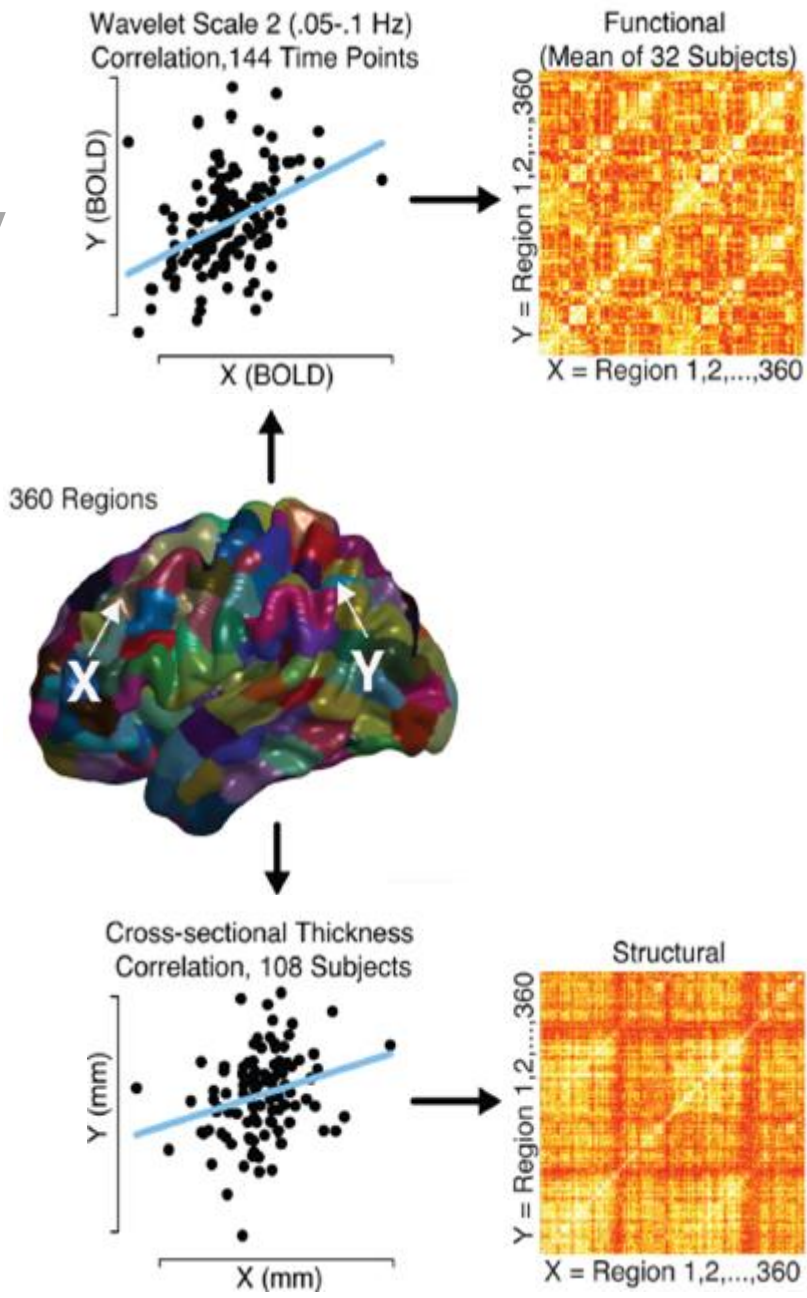 Wavelet Scale 2 (.05-.1 Hz)
Correlation,144 Time Points
Y (BOLD)
X (BOLD)
Functional
(Mean of 32 Subjects)
Y = Region 1,2,...,360
X = Region 1,2,...,360
360 Regions
X
Y
Cross-sectional Thickness
Correlation, 108 Subjects
Y (mm)
X (mm)
Structural
Y = Region 1,2,...,360
X = Region 1,2,...,360